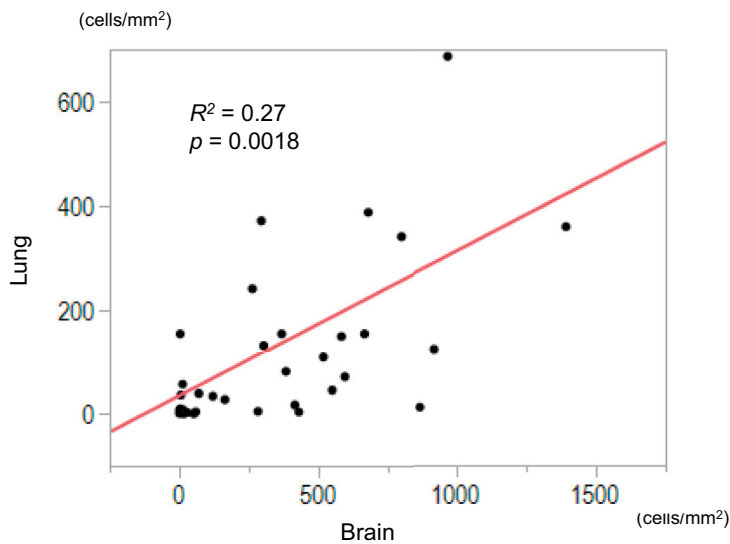 (cells/mm²)
R² = 0.27
p = 0.0018
600
400
200
0
Lung
0 500 1000 1500
(cells/mm²)
Brain